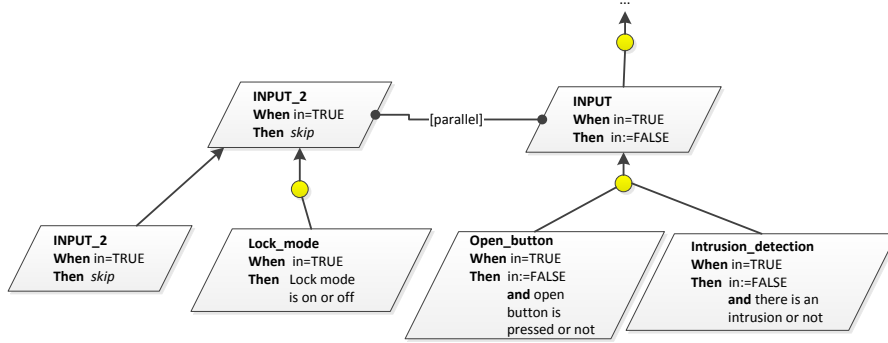 ...
INPUT_2
When in=TRUE
Then skip
[parallel]
INPUT
When in=TRUE
Then in:=FALSE
INPUT_2
When in=TRUE
Then skip
Lock_mode
When in=TRUE
Then Lock mode
is on or off
Open_button
When in=TRUE
Then in:=FALSE
and open
button is
pressed or not
Intrusion_detection
When in=TRUE
Then in:=FALSE
and there is an
intrusion or not